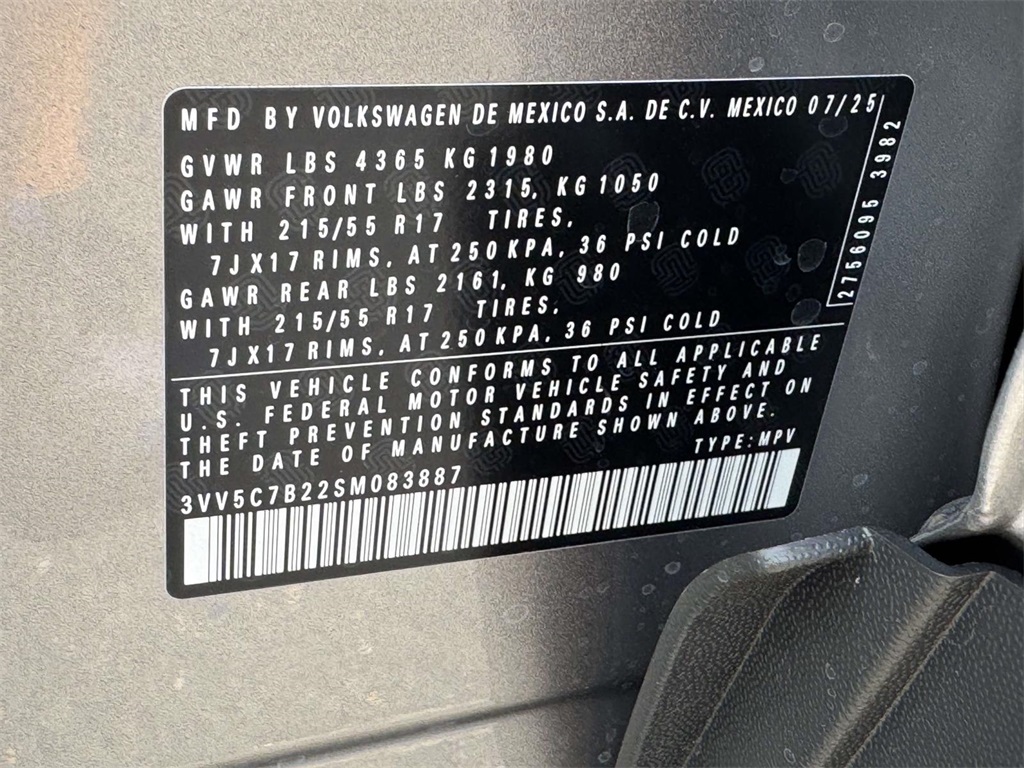 MFD BY VOLKSWAGEN DE MEXICO S.A. DE C.V. MEXICO 07/25
GVWR LBS 4365 KG 1980
GAWR FRONT LBS 2315, KG 1050
WITH 215/55 R17 TIRES,
7JX17 RIMS, AT 250 KPA, 36 PSI COLD
GAWR REAR LBS 2161, KG 980
WITH 215/55 R17 TIRES,
7JX17 RIMS, AT 250 KPA, 36 PSI COLD
2756095 3982
THIS VEHICLE CONFORMS TO ALL APPLICABLE
U.S. FEDERAL MOTOR VEHICLE SAFETY AND
THEFT PREVENTION STANDARDS IN EFFECT ON
THE DATE OF MANUFACTURE SHOWN ABOVE.
TYPE: MPV
3VV5C7B22SM083887